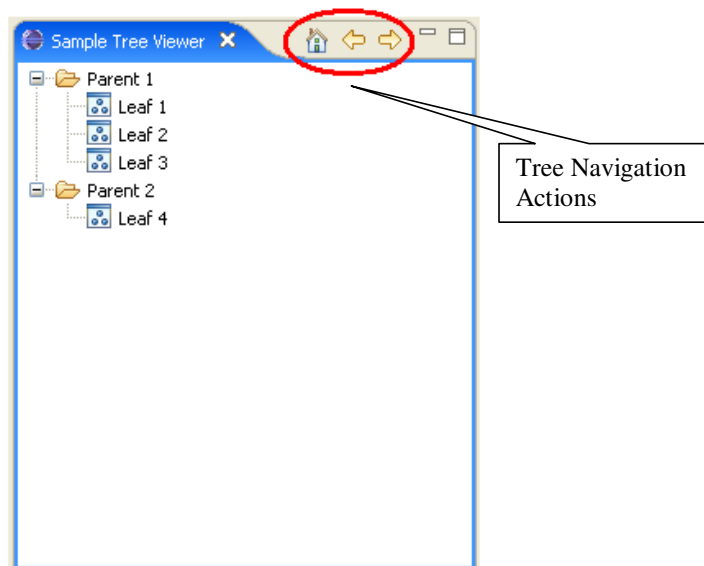 Sample Tree Viewer
Parent 1
Leaf 1
Leaf 2
Leaf 3
Parent 2
Leaf 4
Tree Navigation
Actions